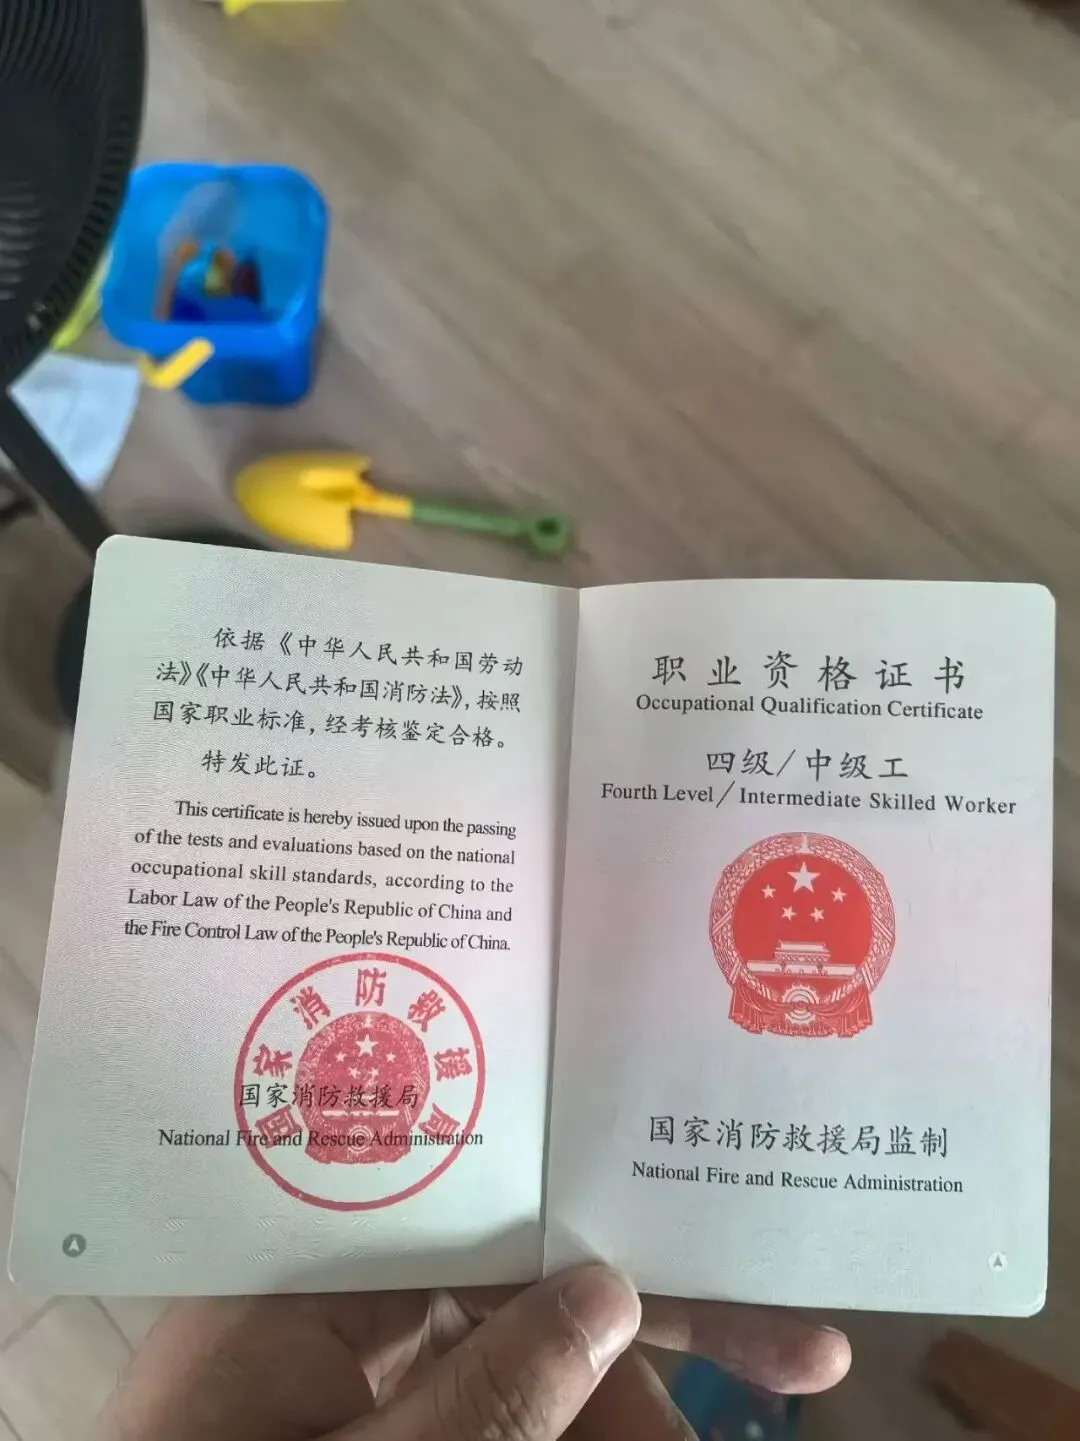 依据《中华人民共和国劳动
法》《中华人民共和国消防法》，按照
国家职业标准，经考核鉴定合格。
特发此证。
This certificate is hereby issued upon the passing
of the tests and evaluations based on the national
occupational skill standards, according to the
Labor Law of the People's Republic of China and
the Fire Control Law of the People's Republic of China.
国家消防救援局
国家消防救援局
National Fire and Rescue Administration
职业资格证书
Occupational Qualification Certificate
四级/中级工
Fourth Level/Intermediate Skilled Worker
国家消防救援局监制
National Fire and Rescue Administration